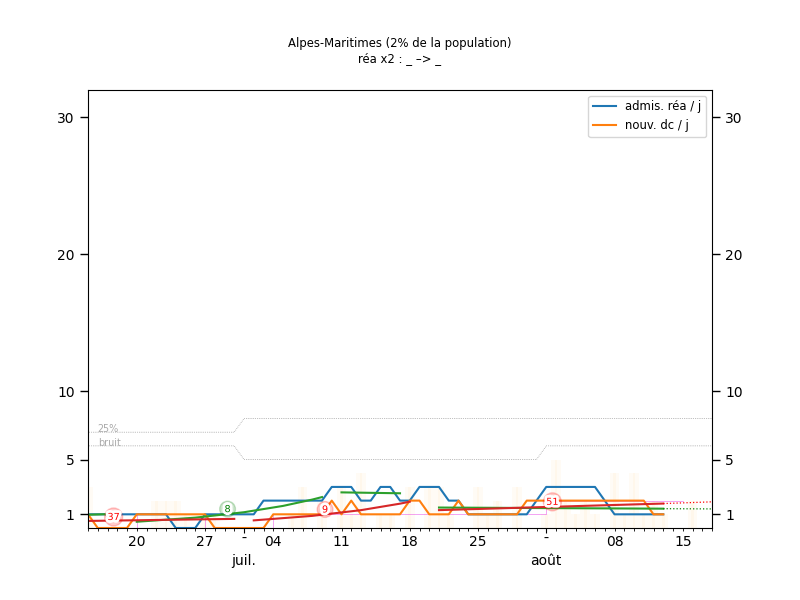 Alpes-Maritimes (2% de la population)
réa x2 : _ –> _
admis. réa / j
nouv. dc / j
30 30
20 20
10 10
25%
bruit
5 5
37 8 9 51
1 1
20 27 - 04 11 18 25 - 08 15
juil. août